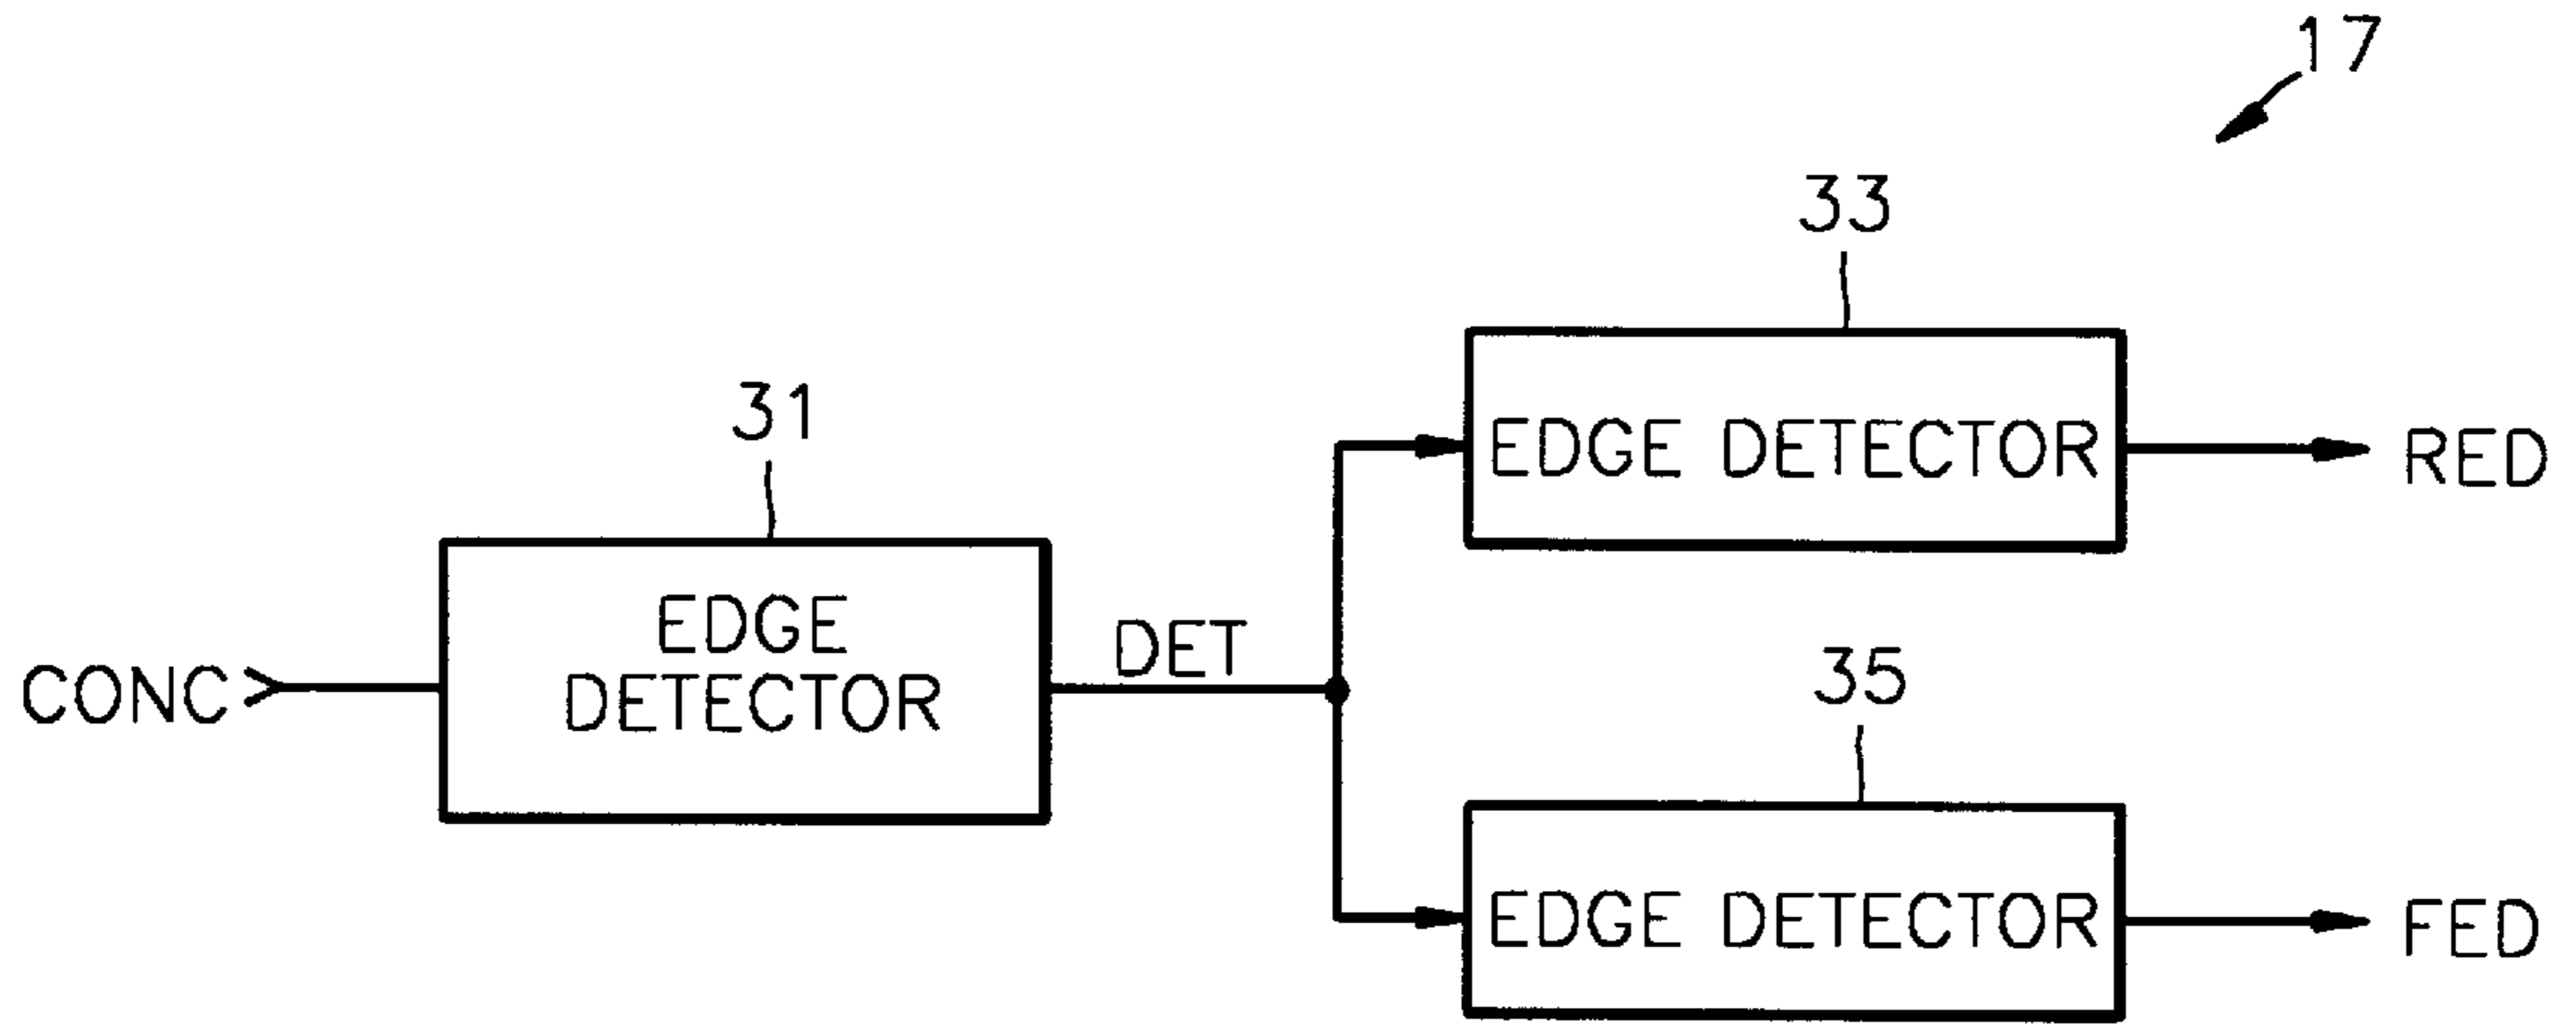 17
33
EDGE DETECTOR
RED
31
EDGE
DETECTOR
CONC
DET
35
EDGE DETECTOR
FED